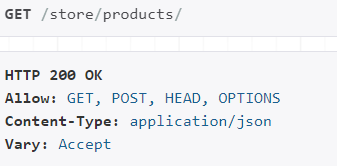 GET /store/products/
HTTP 200 OK
Allow: GET, POST, HEAD, OPTIONS
Content-Type: application/json
Vary: Accept